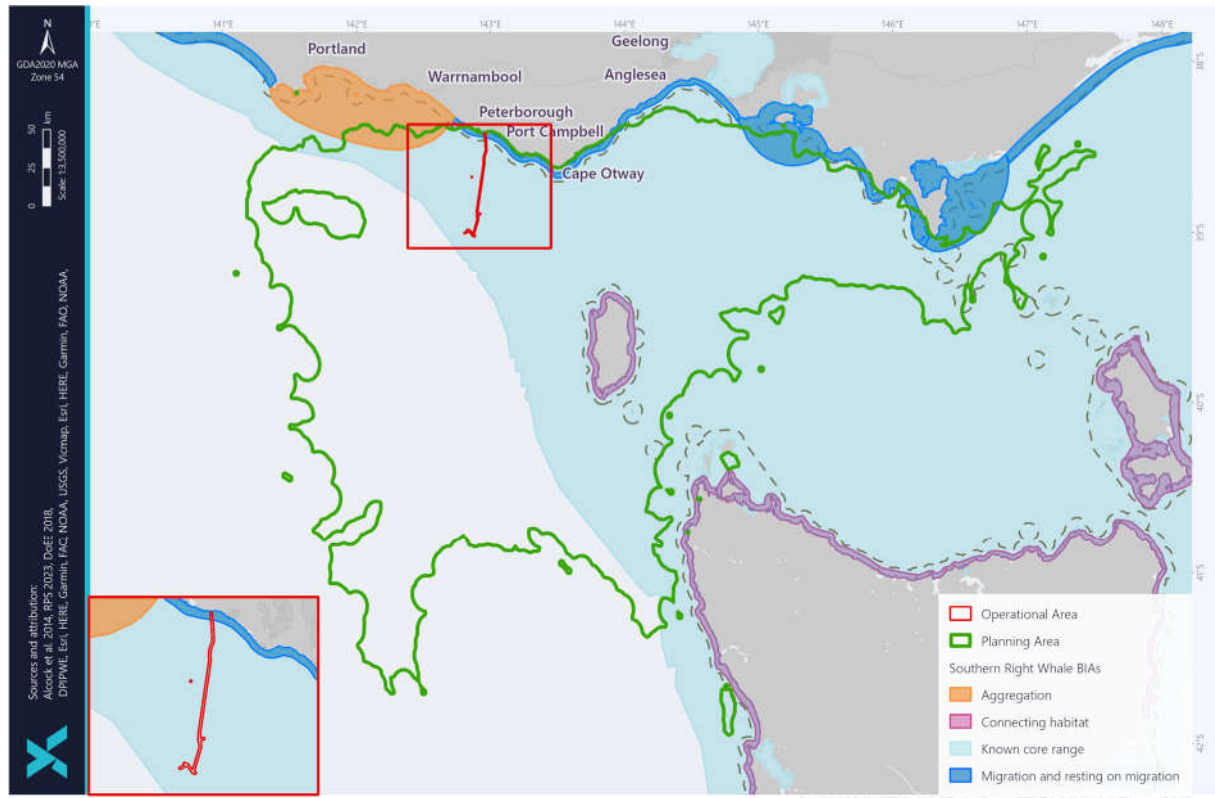 N
GDA2020 MGA
Zone 54
0 25 50 km
Scale: 1:3,500,000
Sources and attribution:
Alcock et al. 2014, RPS 2023, DoEE 2018,
DPIPWE, Esri, HERE, Garmin, FAO, NOAA, USGS, Vicmap, Esri, HERE, Garmin, FAO, NOAA,
141°E 142°E 143°E 144°E 145°E 146°E 147°E 148°E
38°S
39°S
40°S
41°S
42°S
Portland
Geelong
Warrnambool
Anglesea
Peterborough
Port Campbell
Cape Otway
Operational Area
Planning Area
Southern Right Whale BIAs
Aggregation
Connecting habitat
Known core range
Migration and resting on migration